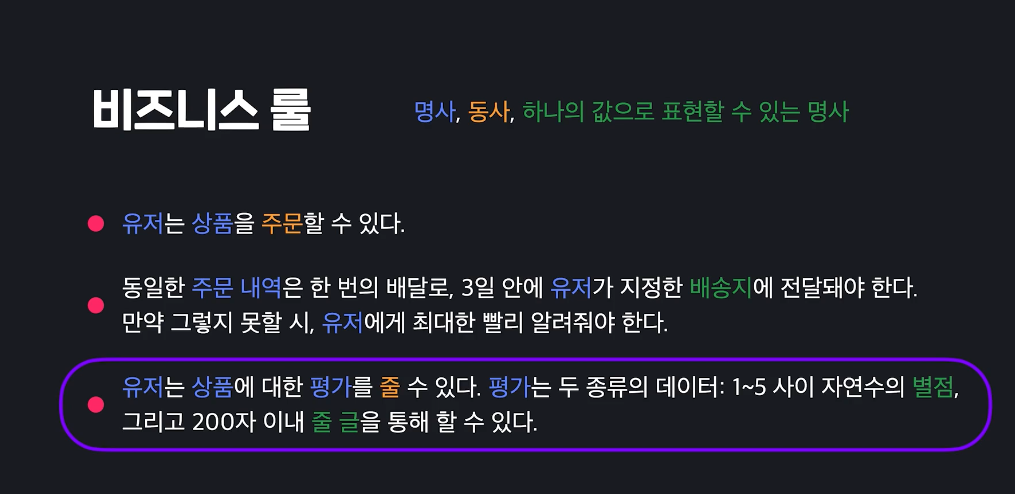 비즈니스 룰
명사, 동사, 하나의 값으로 표현할 수 있는 명사
유저는 상품을 주문할 수 있다.
동일한 주문 내역은 한 번의 배달로, 3일 안에 유저가 지정한 배송지에 전달돼야 한다.
만약 그렇지 못할 시, 유저에게 최대한 빨리 알려줘야 한다.
유저는 상품에 대한 평가를 줄 수 있다. 평가는 두 종류의 데이터: 1~5 사이 자연수의 별점,
그리고 200자 이내 줄 글을 통해 할 수 있다.